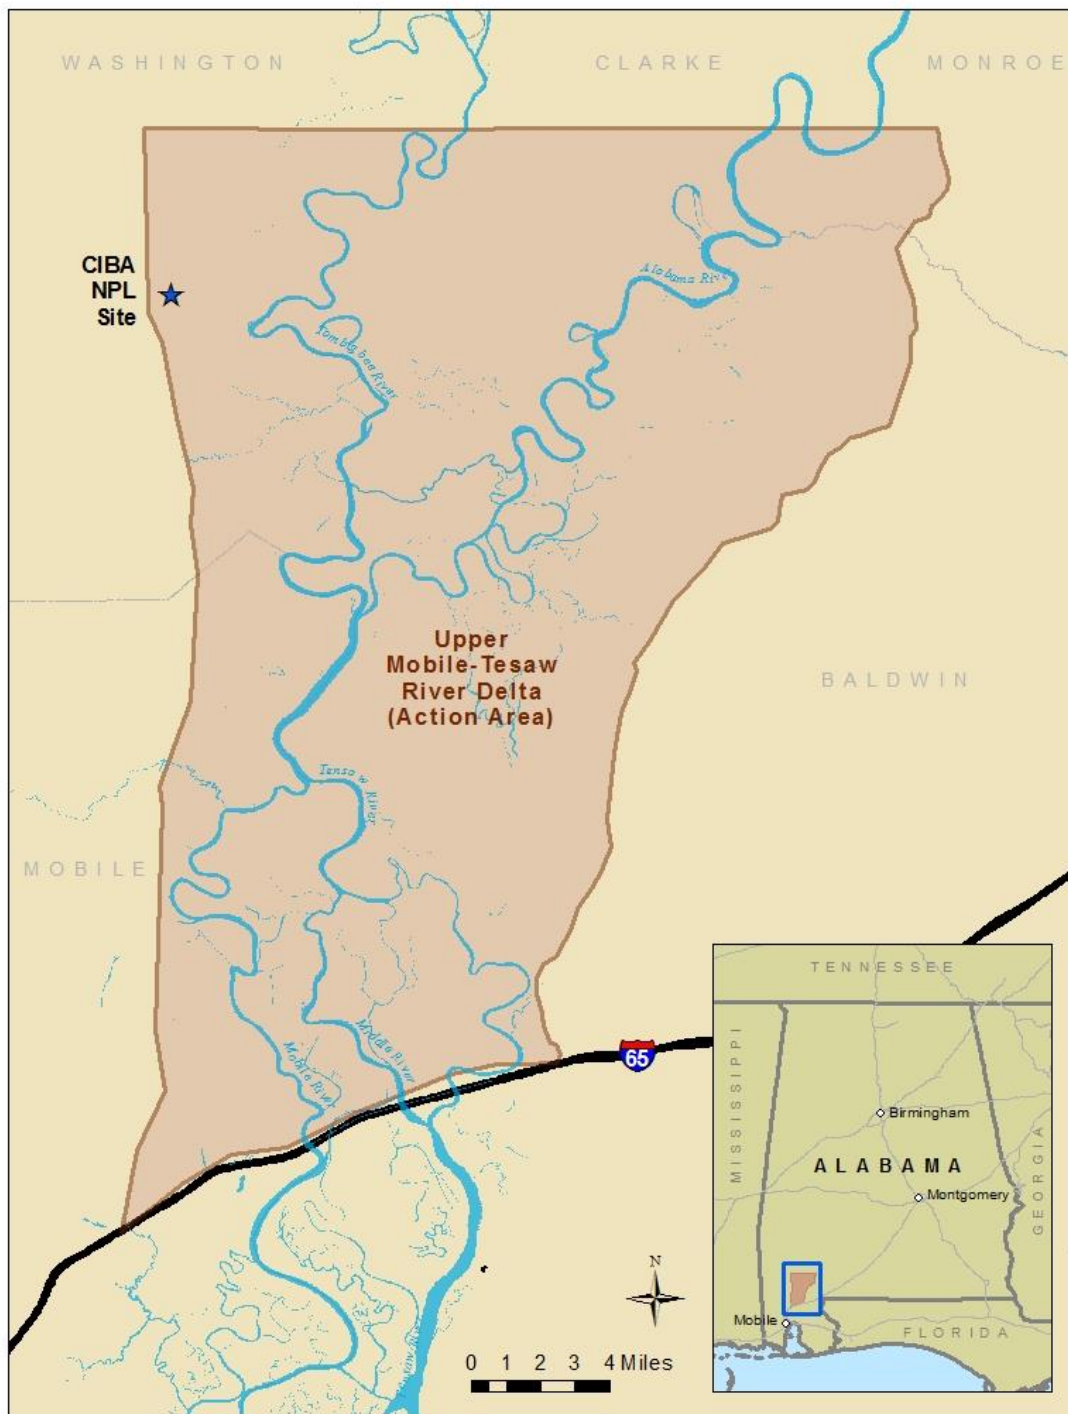 WASHINGTON
CLARKE
MONROE
CIBA
NPL
Site
Alabama River
Tombigbee River
Upper
Mobile-Tesaw
River Delta
(Action Area)
BALDWIN
Tensaw River
MOBILE
Middle River
Mobile River
65
TENNESSEE
MISSISSIPPI
Birmingham
ALABAMA
GEORGIA
Montgomery
Mobile
FLORIDA
N
0 1 2 3 4 Miles